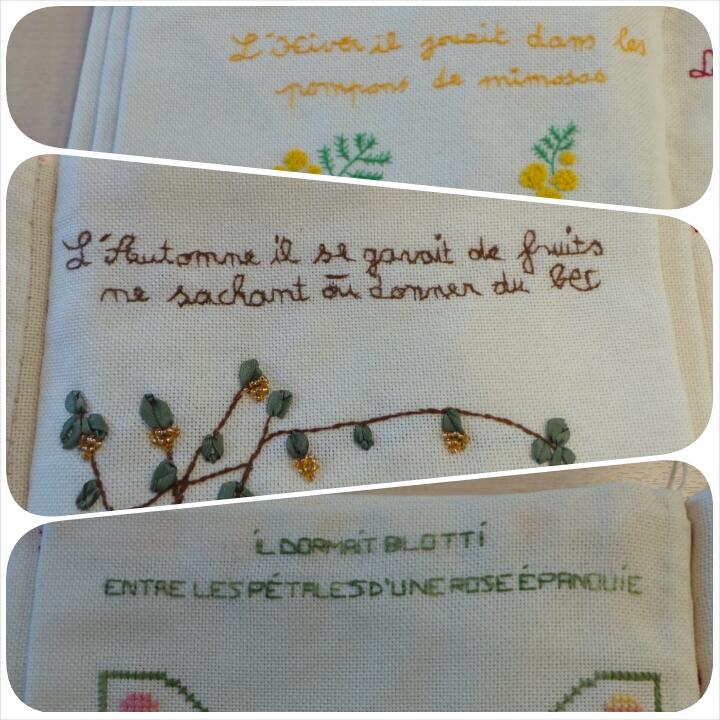 L'Hiver il jouait dans les
pompons de mimosas
L'Automne il se gavait de fruits
ne sachant où donner du bec
IL DORMAIT BLOTTI
ENTRE LES PÉTALES D'UNE ROSE ÉPANOUIE